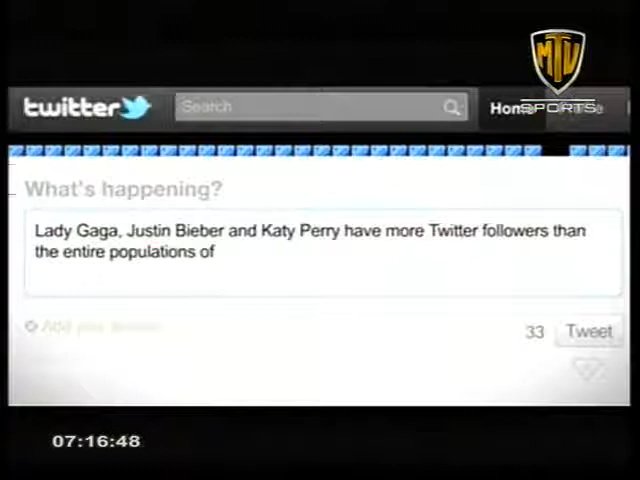 MTV
SPORTS
twitter
Search
Home
What's happening?
Lady Gaga, Justin Bieber and Katy Perry have more Twitter followers than
the entire populations of
33
Tweet
07:16:48